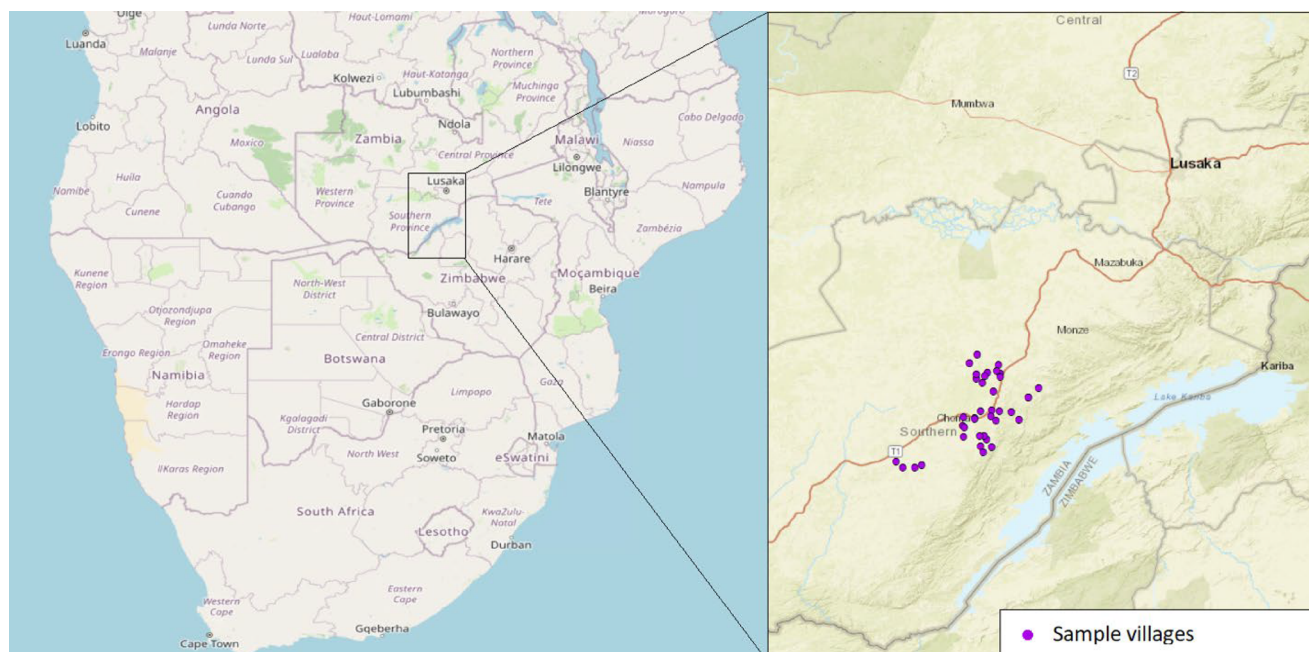 Uíge
Lunda Norte
Haut-Lomami
Luanda
Malanje
Lunda Sul
Lualaba
Northern
Province
Kolwezi
Haut-Katanga
Muchinga
Province
Lubumbashi
Angola
Cabo Delgado
Lobito
Ndola
Moxico
Zambia
Malawi
Niassa
Central Province
Huíla
Lilongwe
Namibe
Cuando
Cubango
Western
Province
Lusaka
Nampula
Cunene
Southern
Province
Tete
Blantyre
Zambézia
Harare
Kunene
Region
North-West
District
Zimbabwe
Moçambique
Beira
Otjozondjupa
Region
Bulawayo
Central District
Omaheke
Region
Erongo Region
Botswana
Namibia
Limpopo
Gaza
Hardap
Region
Kgalagadi
District
Gaborone
Pretoria
Matola
North West
Soweto
eSwatini
IIKaras Region
South Africa
KwaZulu-
Natal
Lesotho
Durban
Eastern
Cape
Western
Cape
Gqeberha
Cape Town
Central
T2
Mumbwa
Lusaka
Mazabuka
Monze
Kariba
Lake Kariba
Southern
T1
ZAMBIA
ZIMBABWE
Sample villages